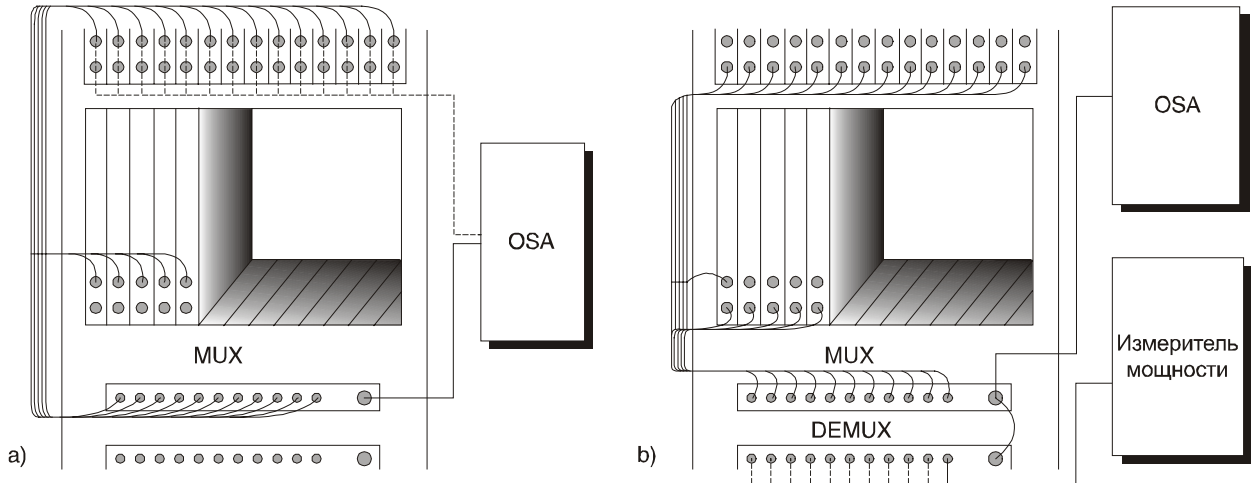 OSA
MUX
a)
OSA
Измеритель
мощности
MUX
DEMUX
b)